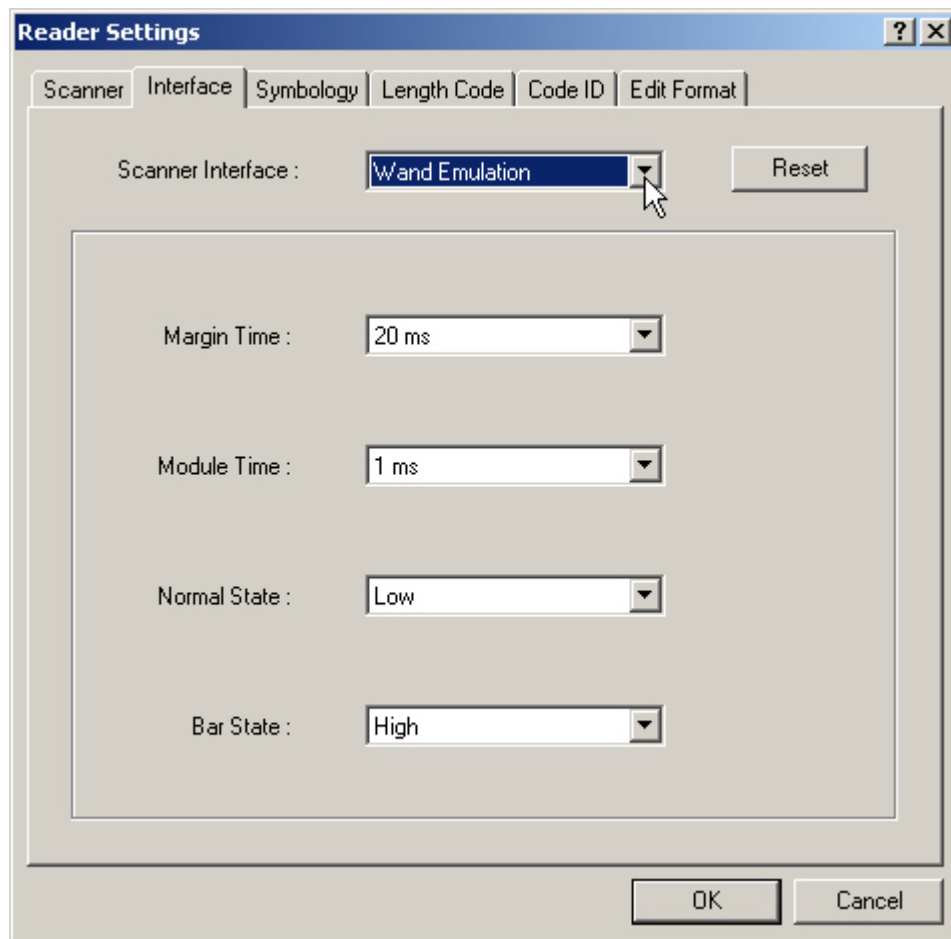 Reader Settings
Scanner Interface Symbology Length Code Code ID Edit Format
Scanner Interface : Wand Emulation Reset
Margin Time : 20 ms
Module Time : 1 ms
Normal State : Low
Bar State : High
OK Cancel